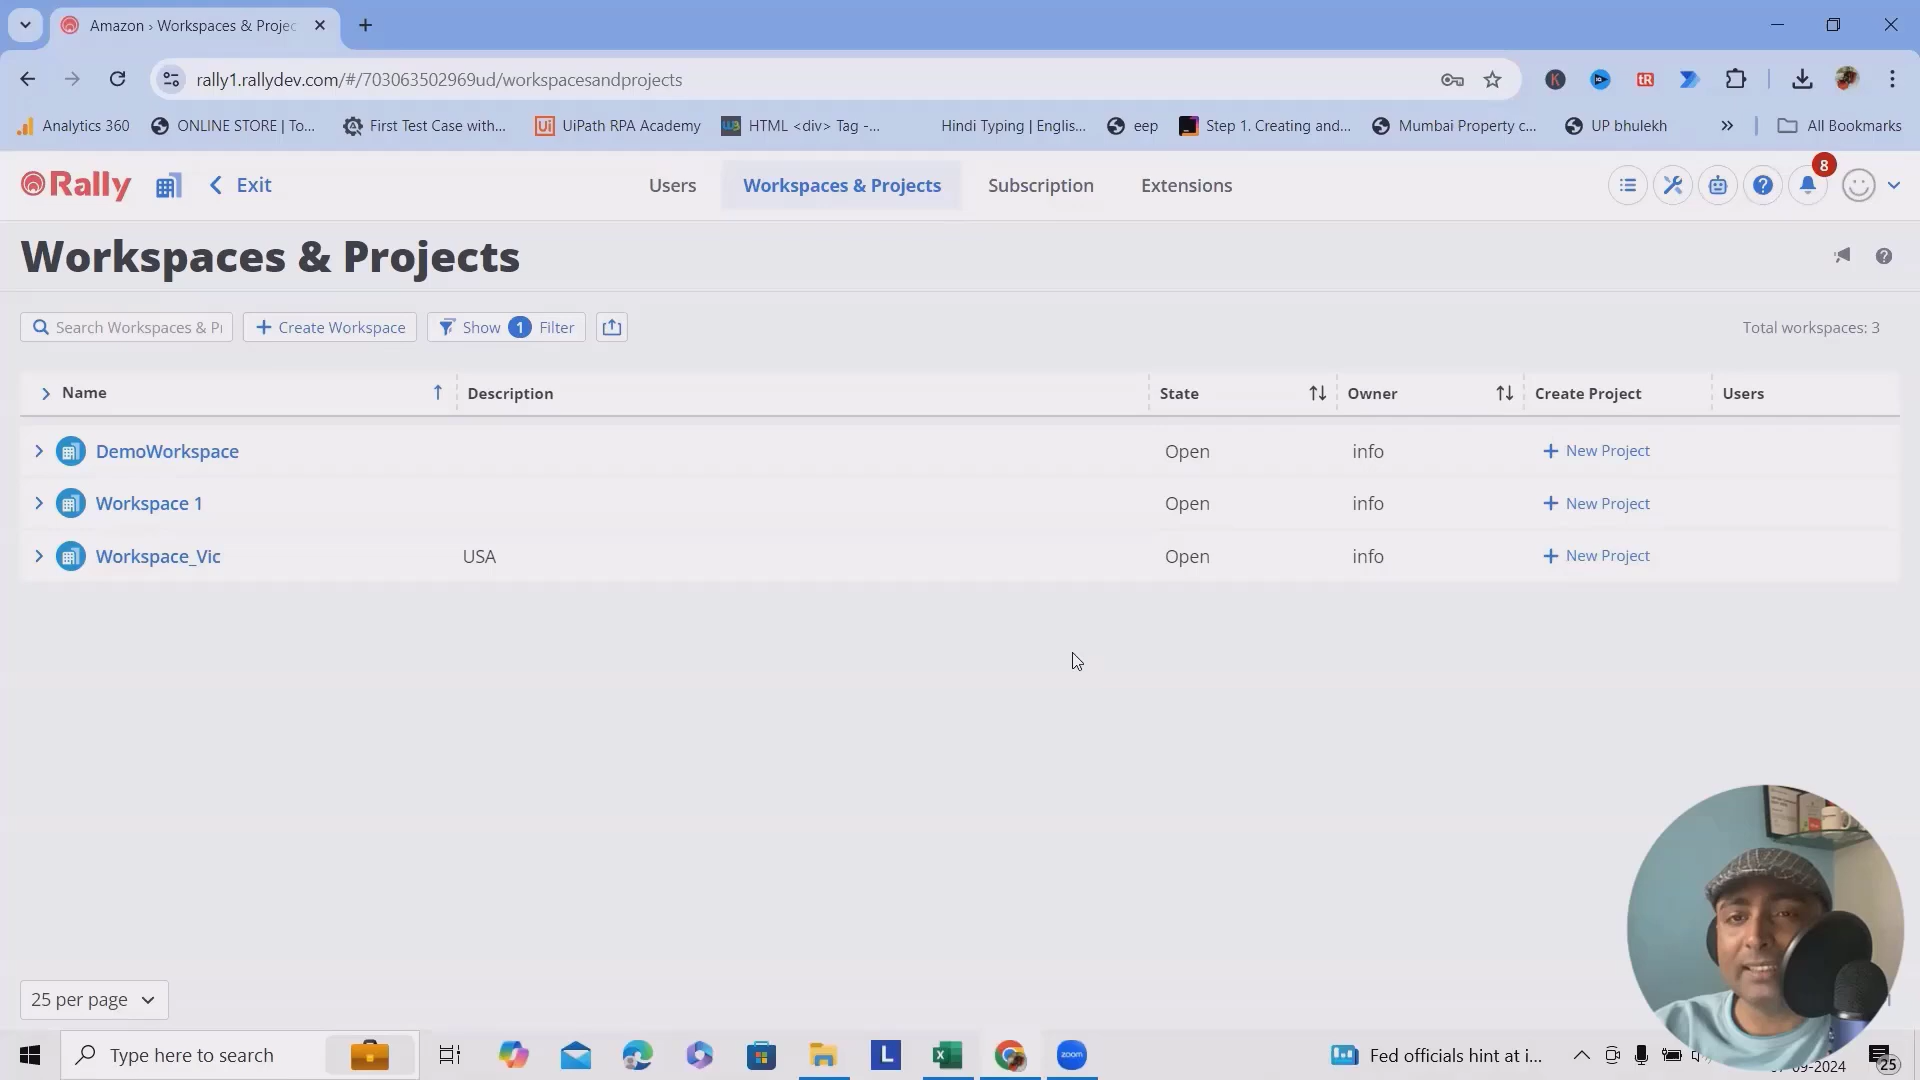 Amazon › Workspaces & Projec
rally1.rallydev.com/#/703063502969ud/workspacesandprojects
Analytics 360
ONLINE STORE | To...
First Test Case with...
UiPath RPA Academy
HTML <div> Tag -...
Hindi Typing | Englis...
eep
Step 1. Creating and...
Mumbai Property c...
UP bhulekh
All Bookmarks
Rally
Exit
Users
Workspaces & Projects
Subscription
Extensions
8
Workspaces & Projects
Search Workspaces & P
Create Workspace
Show 1 Filter
Total workspaces: 3
Name Description State Owner Create Project Users
DemoWorkspace Open info New Project
Workspace 1 Open info New Project
Workspace_Vic USA Open info New Project
25 per page
Type here to search
zoom
Fed officials hint at i...
09-2024
25